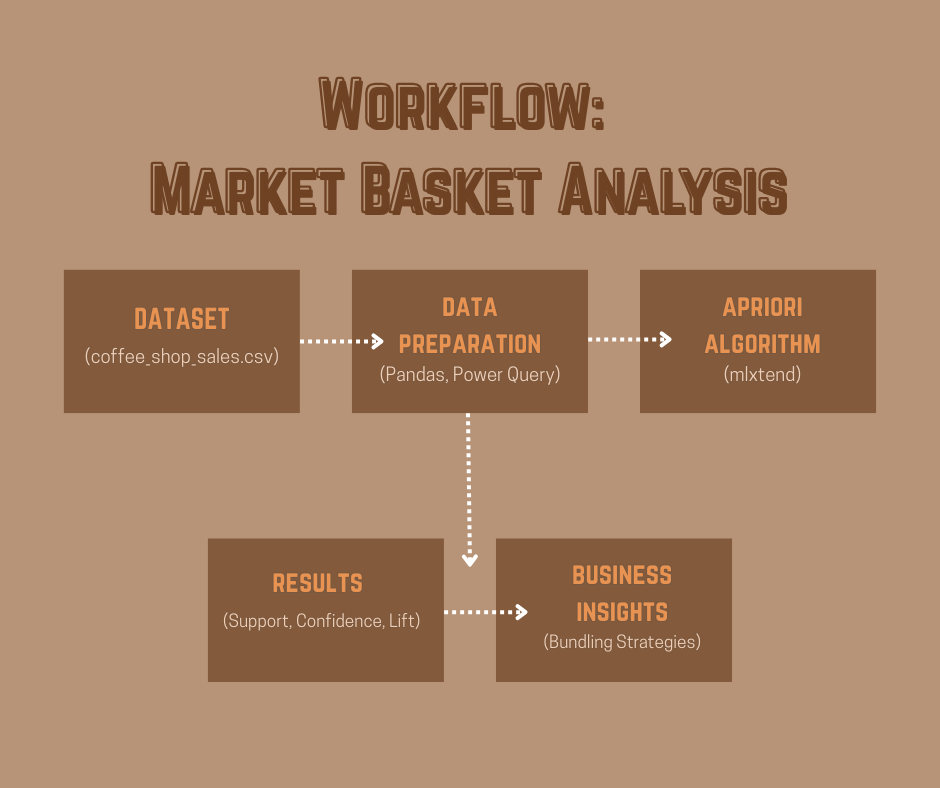 Workflow:
Market Basket Analysis
DATASET
(coffee_shop_sales.csv)
DATA
PREPARATION
(Pandas, Power Query)
APRIORI
ALGORITHM
(mlxtend)
RESULTS
(Support, Confidence, Lift)
BUSINESS
INSIGHTS
(Bundling Strategies)